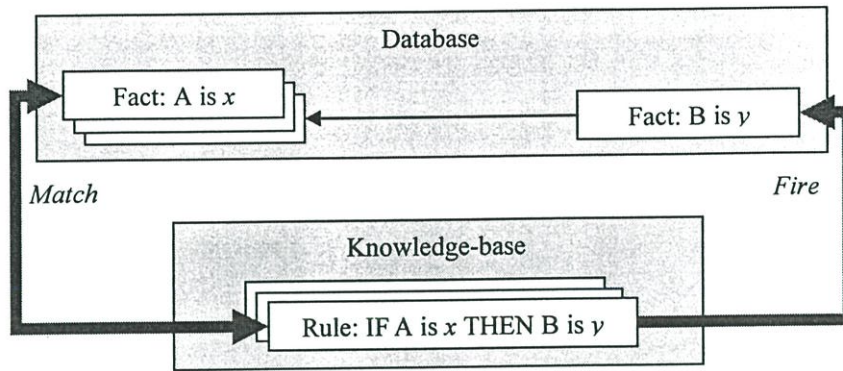 Database
Fact: A is x
Fact: B is y
Match
Fire
Knowledge-base
Rule: IF A is x THEN B is y